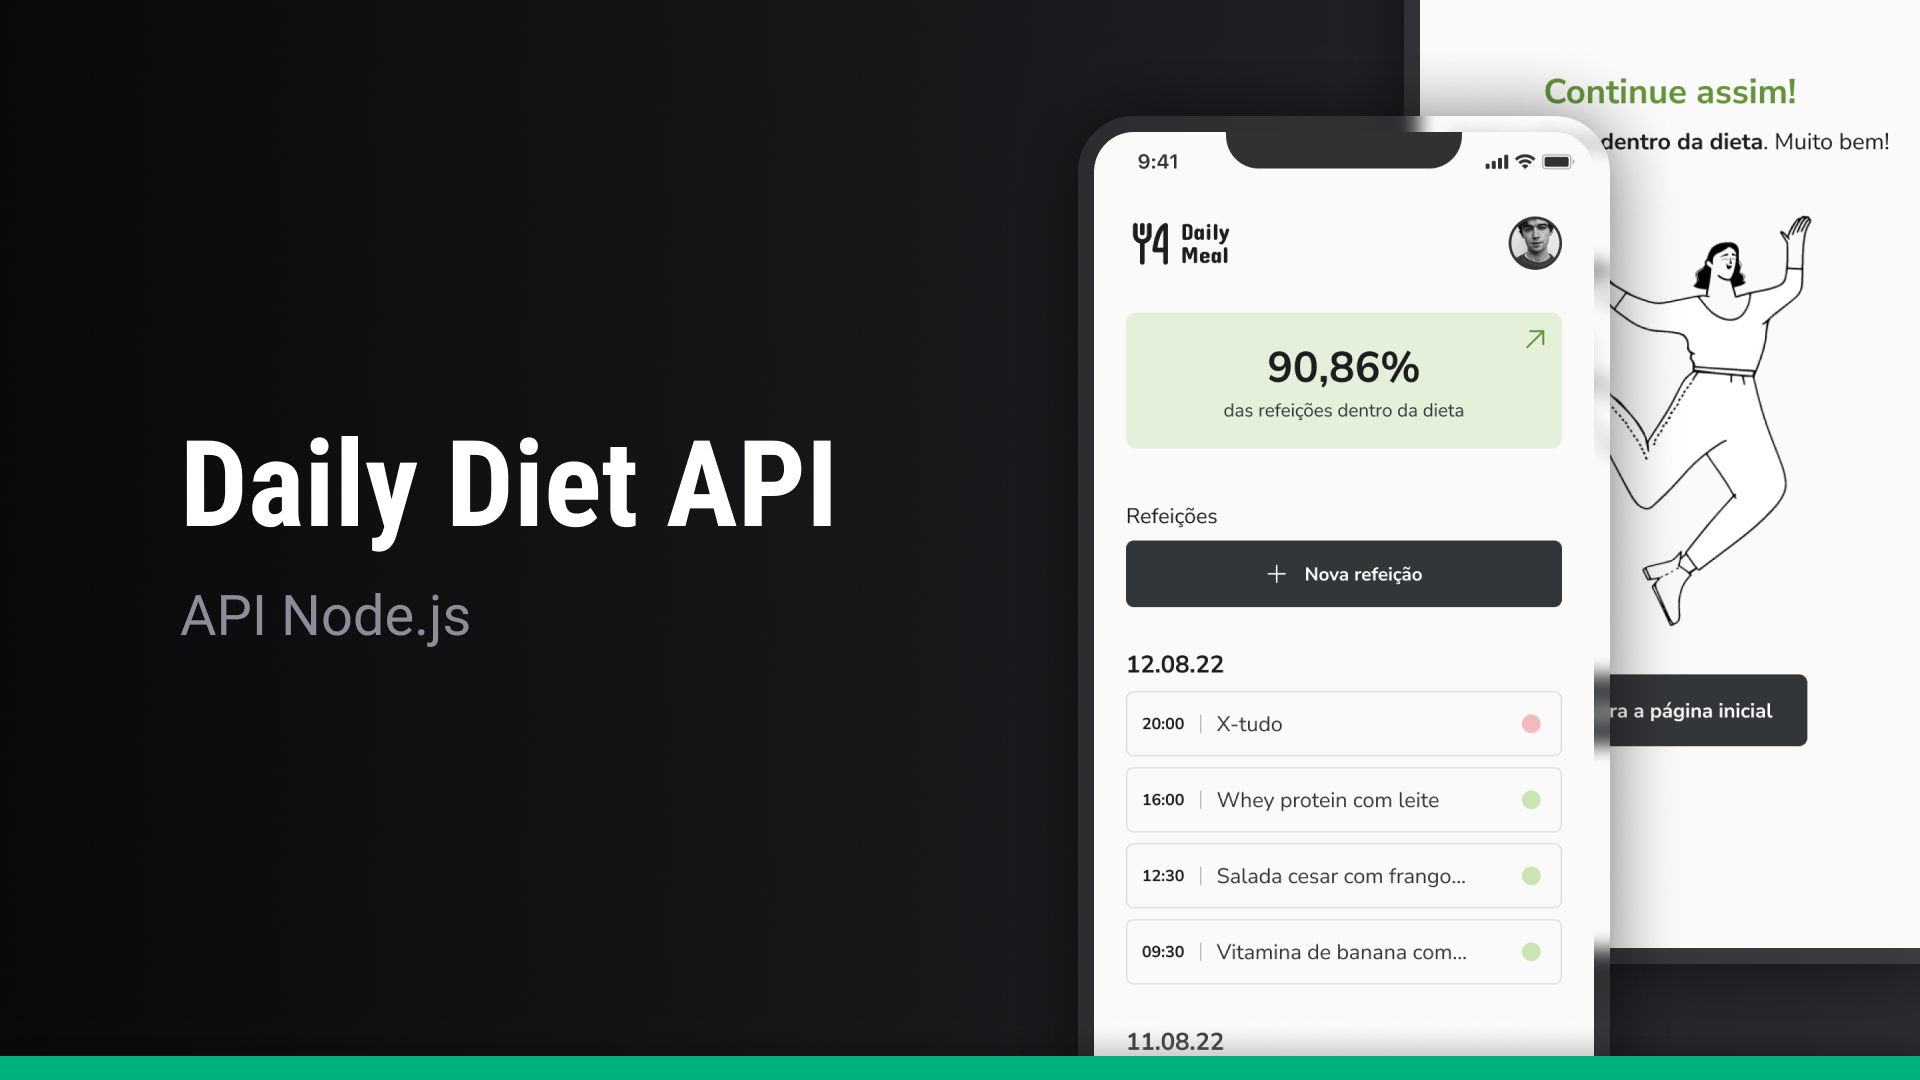 Daily Diet API
API Node.js
9:41
Daily
Meal
90,86%
das refeições dentro da dieta
Refeições
Nova refeição
12.08.22
20:00 X-tudo
16:00 Whey protein com leite
12:30 Salada cesar com frango...
09:30 Vitamina de banana com...
11.08.22
Continue assim!
dentro da dieta. Muito bem!
a página inicial